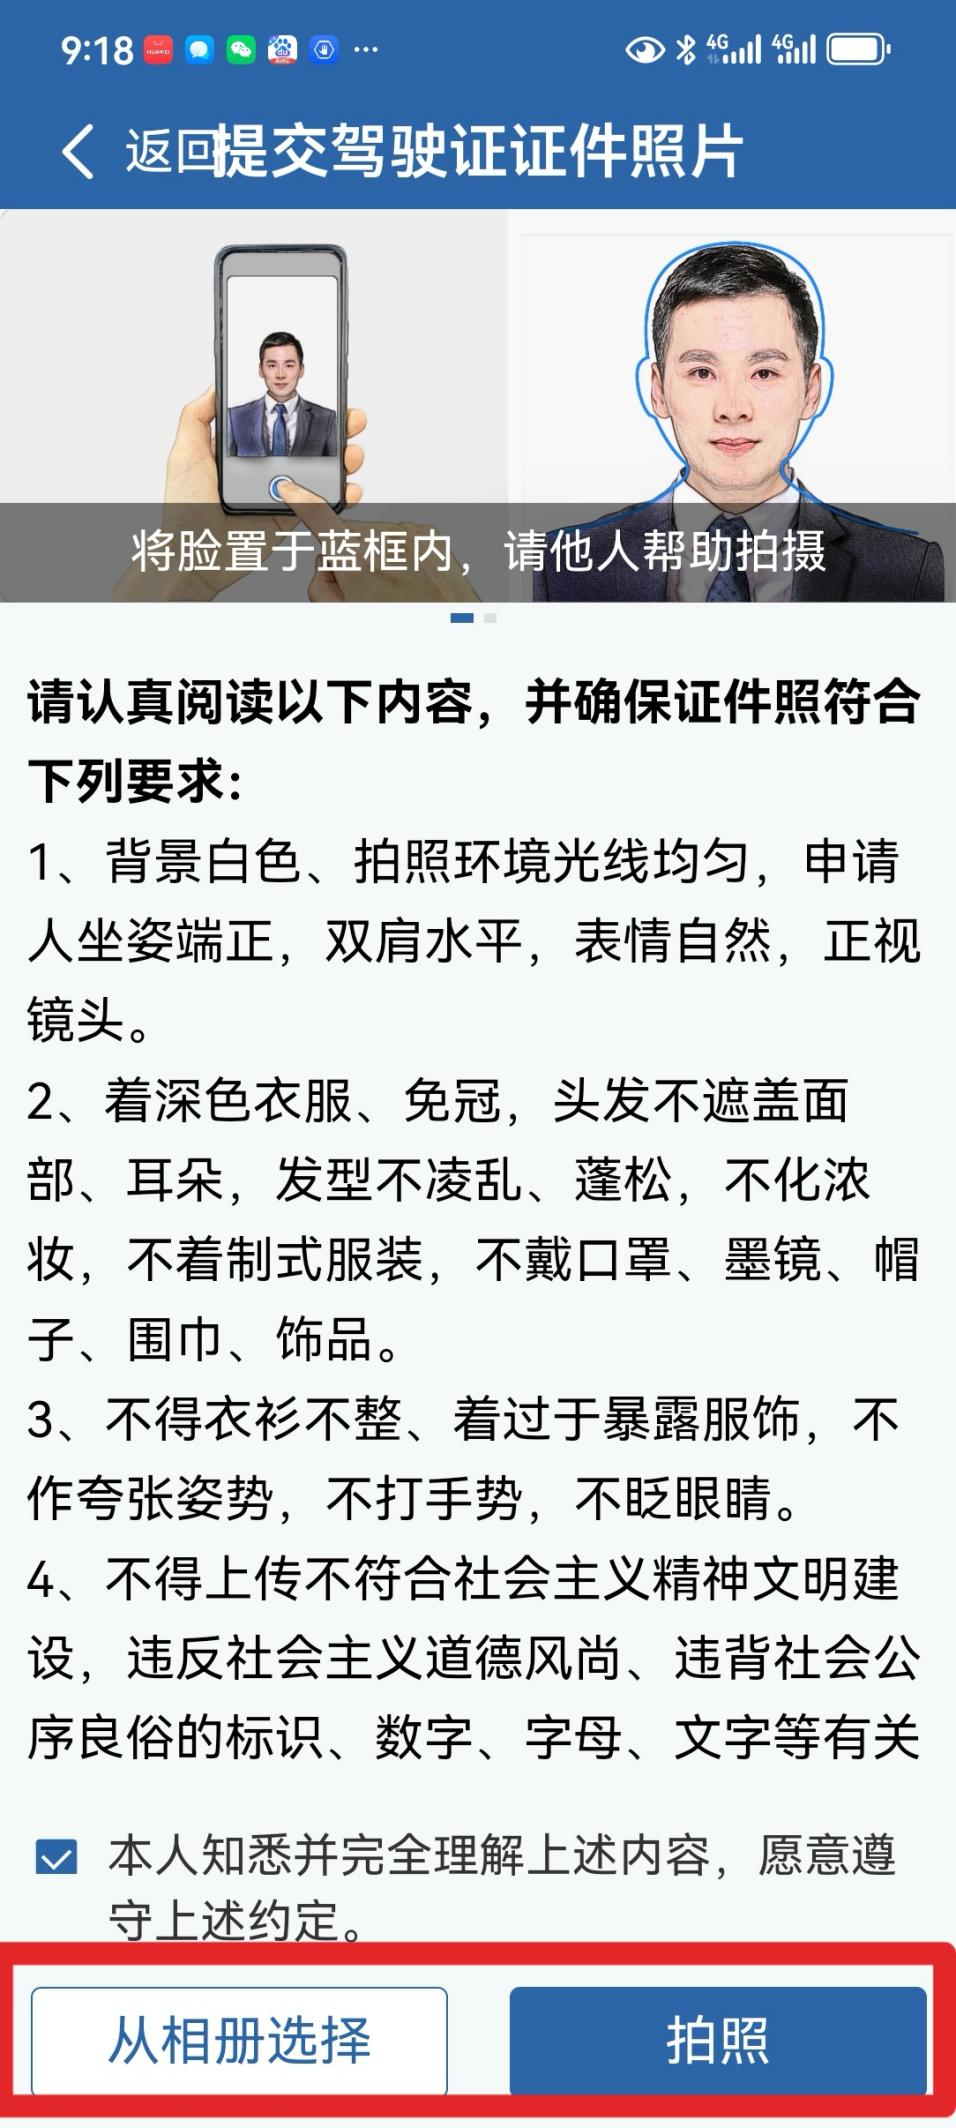 9:18
HUAWEI
du
4G
4G
返回
提交驾驶证证件照片
将脸置于蓝框内，请他人帮助拍摄
请认真阅读以下内容，并确保证件照符合
下列要求：
1、背景白色、拍照环境光线均匀，申请
人坐姿端正，双肩水平，表情自然，正视
镜头。
2、着深色衣服、免冠，头发不遮盖面
部、耳朵，发型不凌乱、蓬松，不化浓
妆，不着制式服装，不戴口罩、墨镜、帽
子、围巾、饰品。
3、不得衣衫不整、着过于暴露服饰，不
作夸张姿势，不打手势，不眨眼睛。
4、不得上传不符合社会主义精神文明建
设，违反社会主义道德风尚、违背社会公
序良俗的标识、数字、字母、文字等有关
本人知悉并完全理解上述内容，愿意遵
守上述约定。
从相册选择
拍照